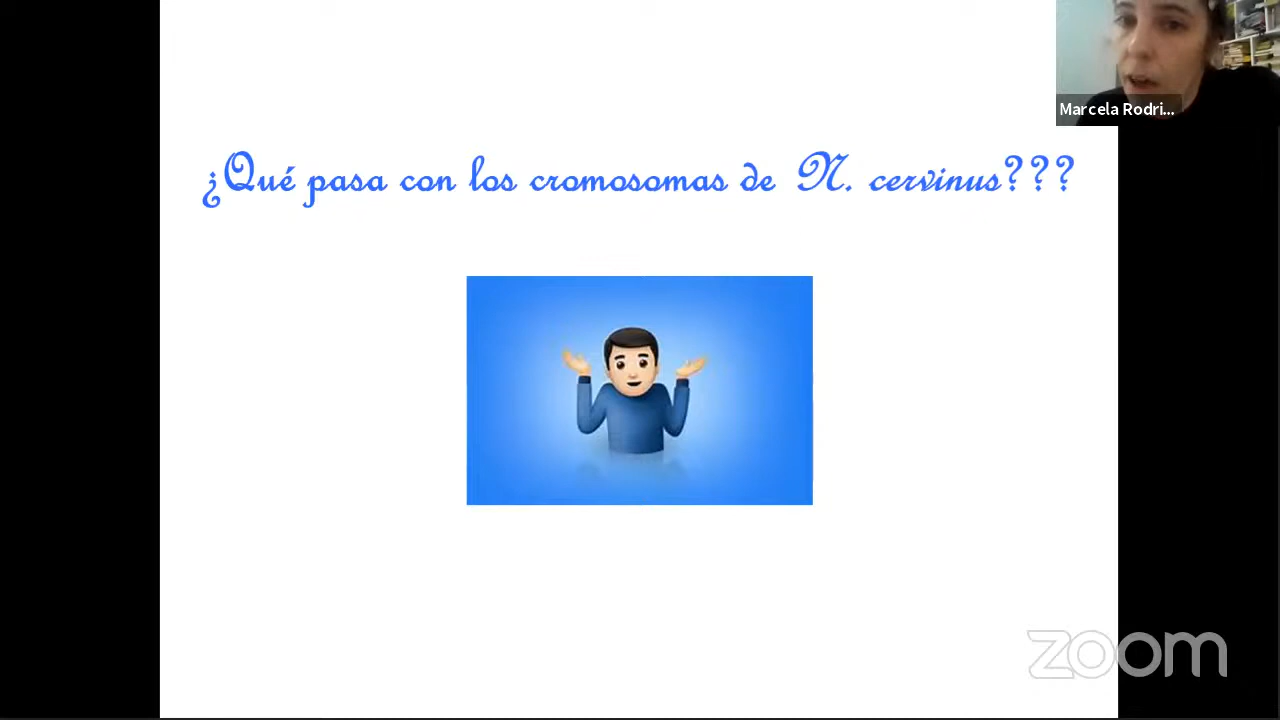 Marcela Rodri...
¿Qué pasa con los cromosomas de N. cervinus???
zoom